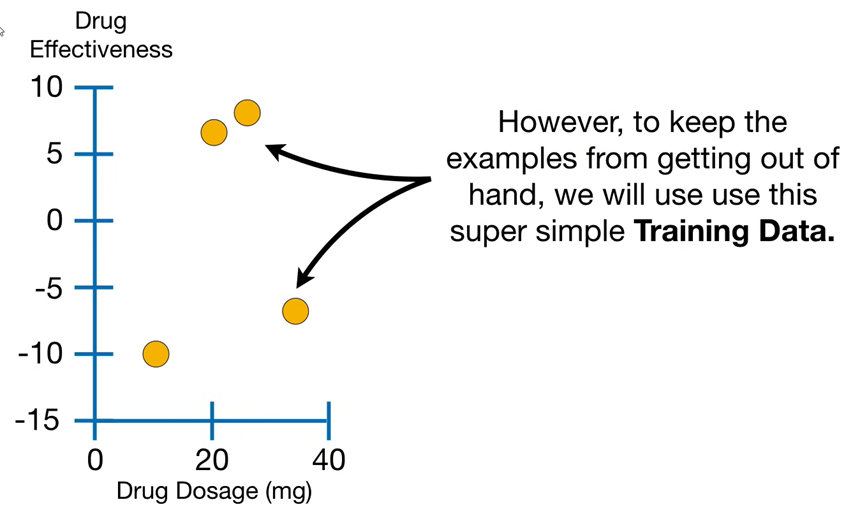 Drug
Effectiveness
10
5
0
-5
-10
-15
0 20 40
Drug Dosage (mg)
However, to keep the
examples from getting out of
hand, we will use use this
super simple Training Data.